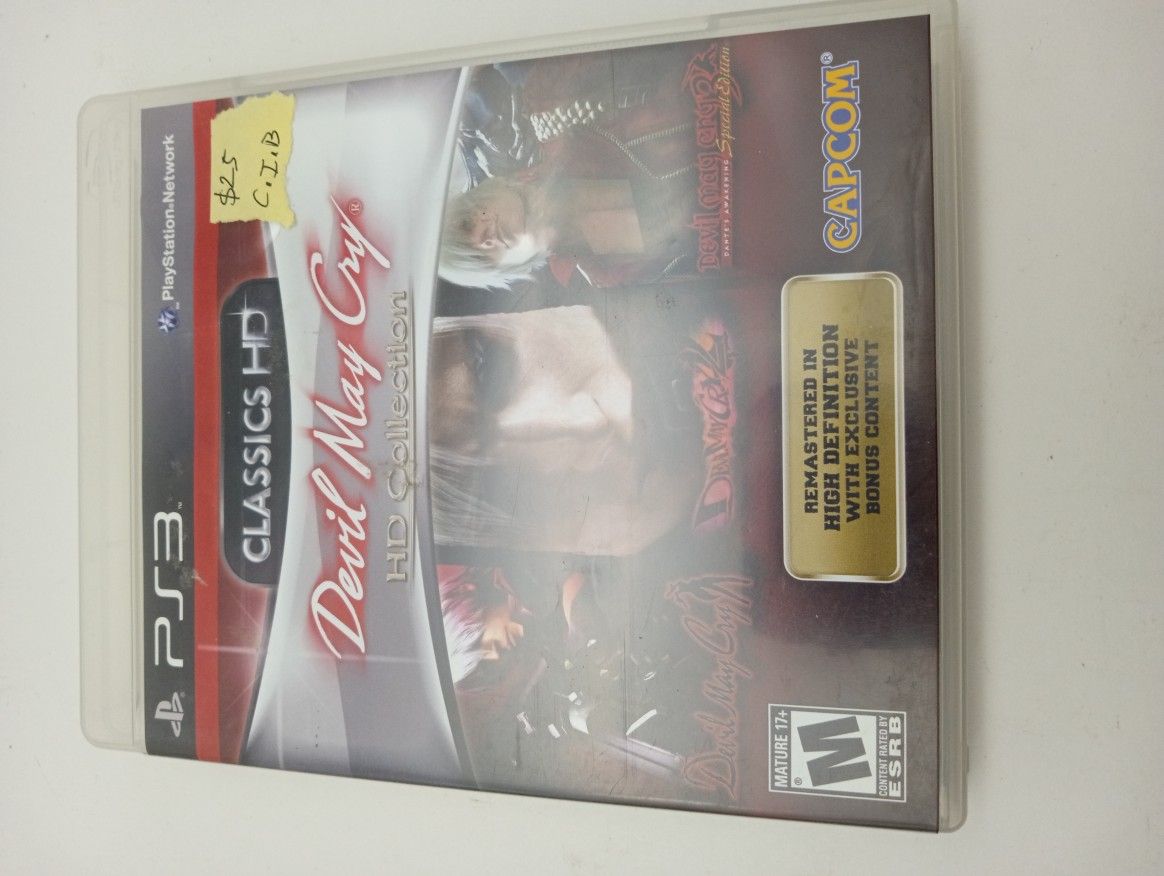 PS3™
PlayStation®Network
$25
C.I.B
CLASSICS HD
Devil May Cry®
HD Collection
Devil May Cry
Devil May Cry 2
Devil may cry 3
DANTE'S AWAKENING Special Edition
REMASTERED IN
HIGH DEFINITION
WITH EXCLUSIVE
BONUS CONTENT
MATURE 17+
M®
CONTENT RATED BY
ESRB
CAPCOM®